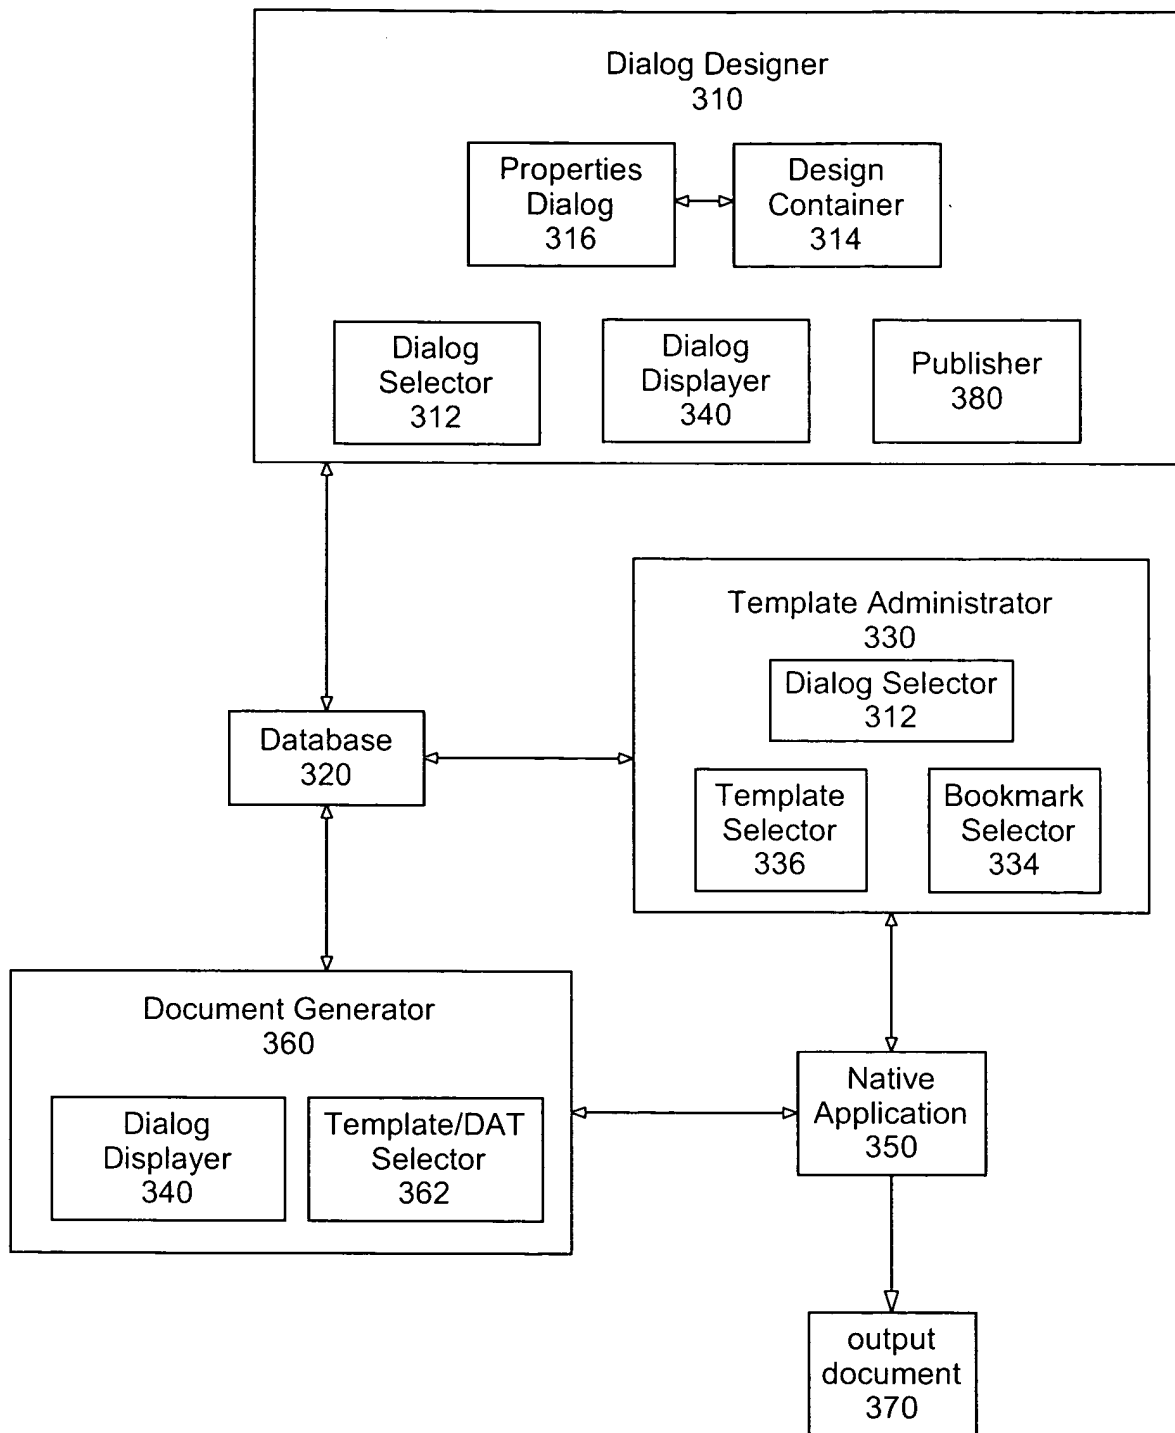 Dialog Designer
310
Properties
Dialog
316
Design
Container
314
Dialog
Selector
312
Dialog
Displayer
340
Publisher
380
Template Administrator
330
Dialog Selector
312
Database
320
Template
Selector
336
Bookmark
Selector
334
Document Generator
360
Dialog
Displayer
340
Template/DAT
Selector
362
Native
Application
350
output
document
370